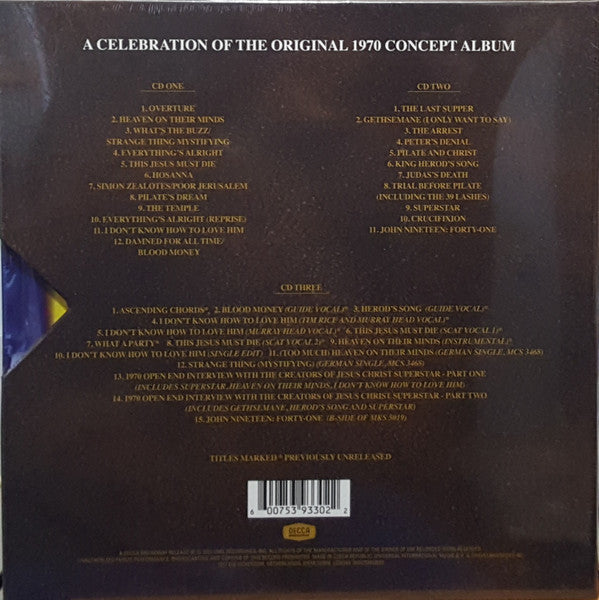 A CELEBRATION OF THE ORIGINAL 1970 CONCEPT ALBUM
CD ONE
1. OVERTURE
2. HEAVEN ON THEIR MINDS
3. WHAT'S THE BUZZ/
STRANGE THING MYSTIFYING
4. EVERYTHING'S ALRIGHT
5. THIS JESUS MUST DIE
6. HOSANNA
7. SIMON ZEALOTES/POOR JERUSALEM
8. PILATE'S DREAM
9. THE TEMPLE
10. EVERYTHING'S ALRIGHT (REPRISE)
11. I DON'T KNOW HOW TO LOVE HIM
12. DAMNED FOR ALL TIME/
BLOOD MONEY
CD TWO
1. THE LAST SUPPER
2. GETHSEMANE (I ONLY WANT TO SAY)
3. THE ARREST
4. PETER'S DENIAL
5. PILATE AND CHRIST
6. KING HEROD'S SONG
7. JUDAS'S DEATH
8. TRIAL BEFORE PILATE
(INCLUDING THE 39 LASHES)
9. SUPERSTAR
10. CRUCIFIXION
11. JOHN NINETEEN: FORTY-ONE
CD THREE
1. ASCENDING CHORDS*, 2. BLOOD MONEY (GUIDE VOCAL)* 3. HEROD'S SONG (GUIDE VOCAL)*
4. I DON'T KNOW HOW TO LOVE HIM (TIM RICE AND MURRAY HEAD VOCAL)*
5. I DON'T KNOW HOW TO LOVE HIM (MURRAY HEAD VOCAL)* 6. THIS JESUS MUST DIE (SCAT VOCAL 1)*
7. WHAT A PARTY* 8. THIS JESUS MUST DIE (SCAT VOCAL 2)* 9. HEAVEN ON THEIR MINDS (INSTRUMENTAL)*
10. I DON'T KNOW HOW TO LOVE HIM (SINGLE EDIT) 11. (TOO MUCH) HEAVEN ON THEIR MINDS (GERMAN SINGLE, MCS 3468)
12. STRANGE THING (MYSTIFYING) (GERMAN SINGLE, MCS 3468)
13. 1970 OPEN END INTERVIEW WITH THE CREATORS OF JESUS CHRIST SUPERSTAR - PART ONE
(INCLUDES SUPERSTAR, HEAVEN ON THEIR MINDS, I DON'T KNOW HOW TO LOVE HIM)
14. 1970 OPEN END INTERVIEW WITH THE CREATORS OF JESUS CHRIST SUPERSTAR - PART TWO
(INCLUDES GETHSEMANE, HEROD'S SONG AND SUPERSTAR)
15. JOHN NINETEEN: FORTY-ONE (B-SIDE OF MKS 5019)
TITLES MARKED * PREVIOUSLY UNRELEASED
6 00753 93302 2
DECCA